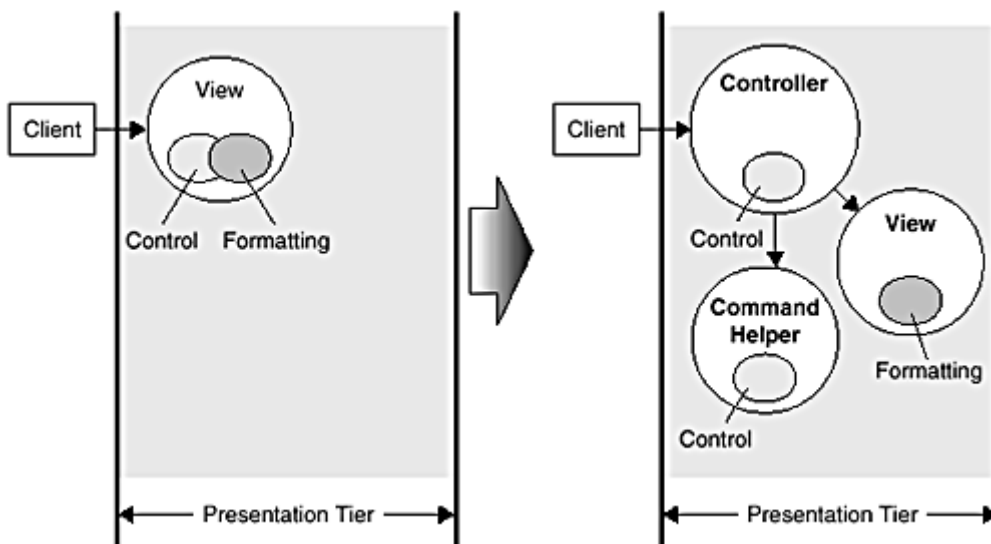 View
Client
Control
Formatting
Presentation Tier
Controller
Client
Control
View
Command
Helper
Formatting
Control
Presentation Tier